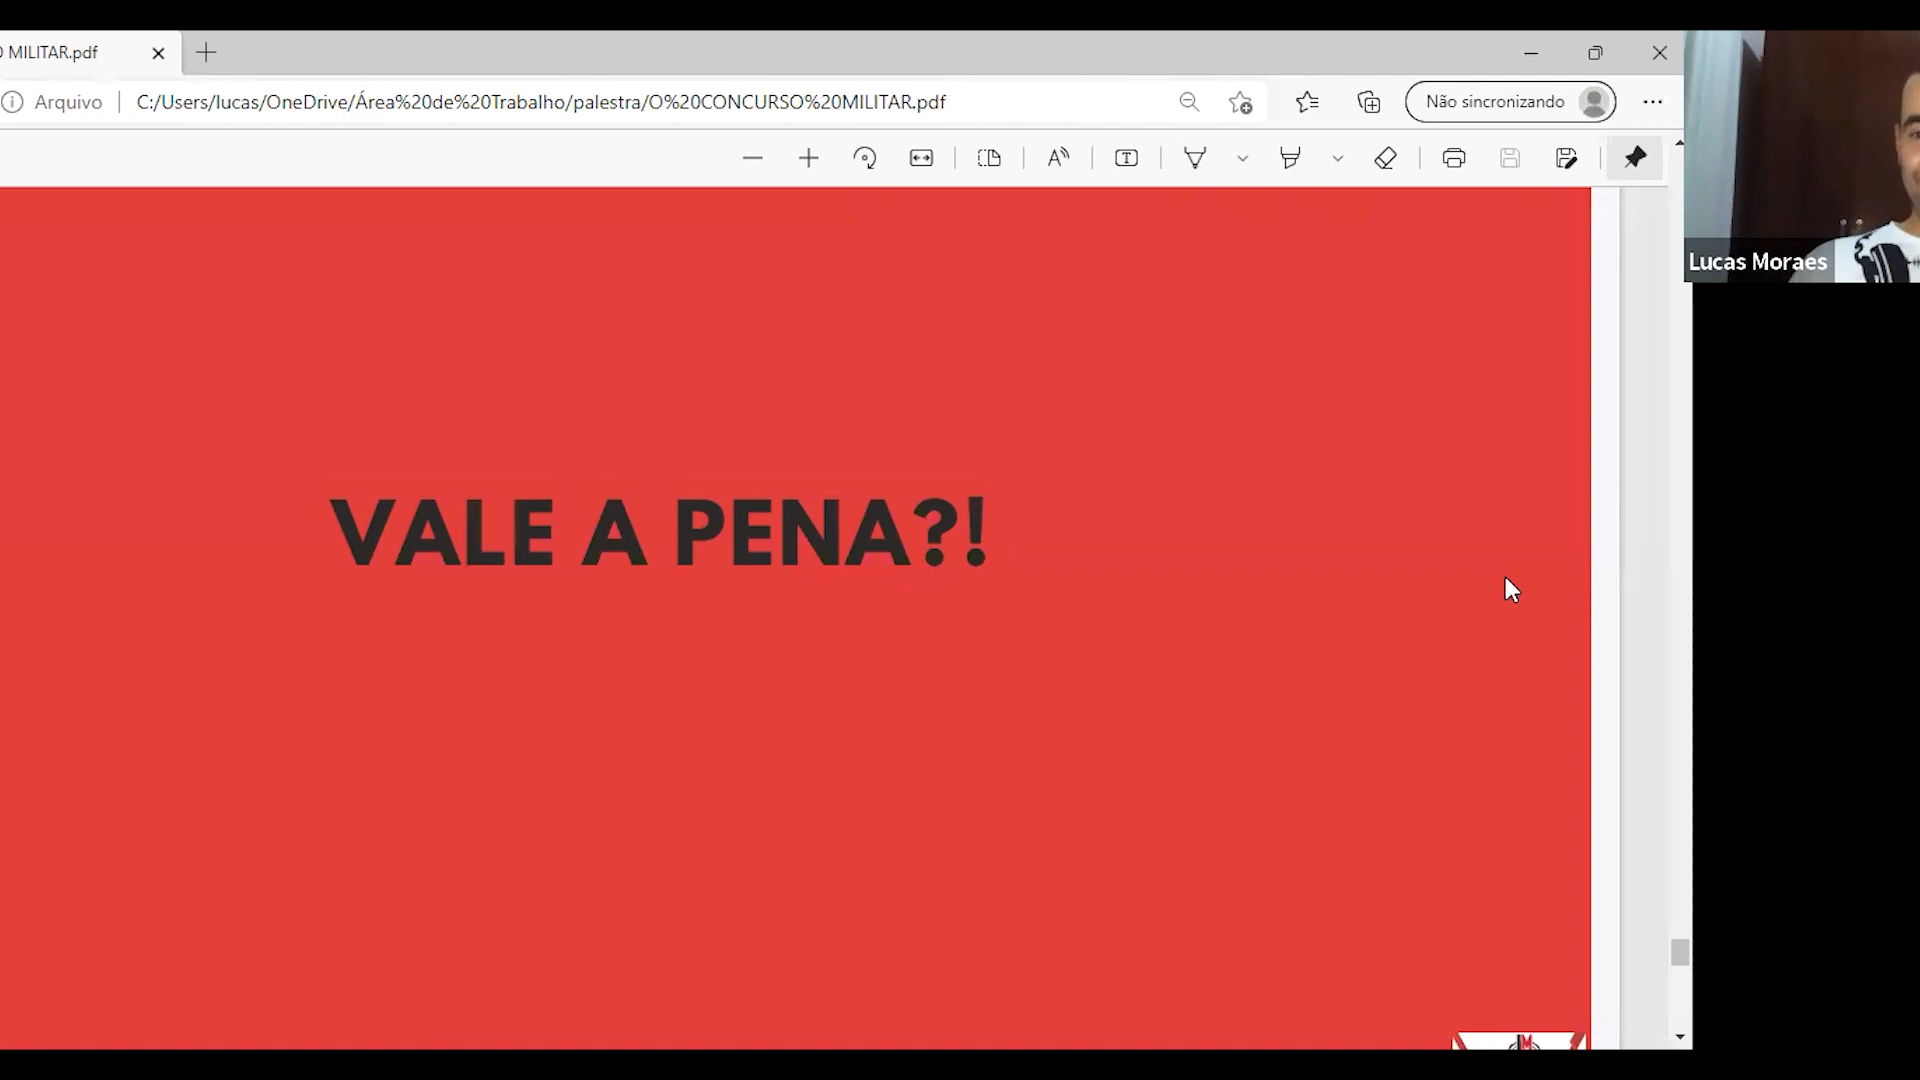 MILITAR.pdf
Arquivo
C:/Users/lucas/OneDrive/Área%20de%20Trabalho/palestra/O%20CONCURSO%20MILITAR.pdf
Não sincronizando
Lucas Moraes
VALE A PENA?!